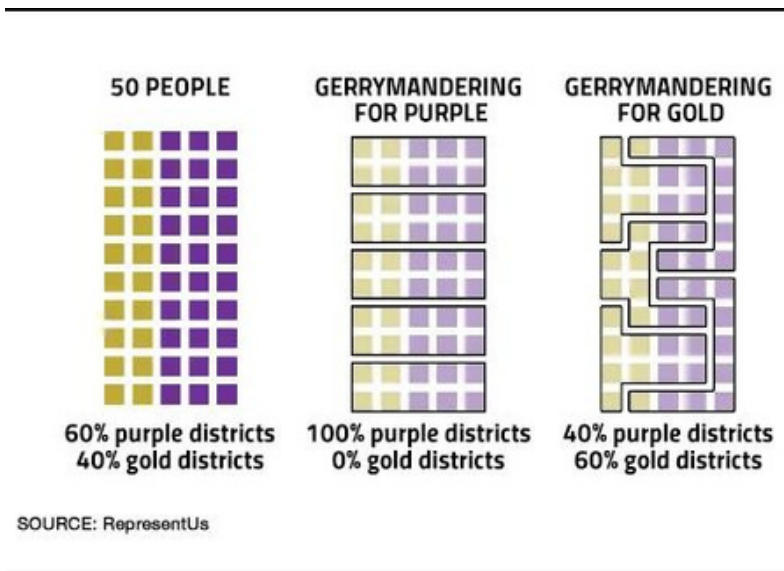 50 PEOPLE
GERRYMANDERING
FOR PURPLE
GERRYMANDERING
FOR GOLD
60% purple districts
40% gold districts
100% purple districts
0% gold districts
40% purple districts
60% gold districts
SOURCE: RepresentUs